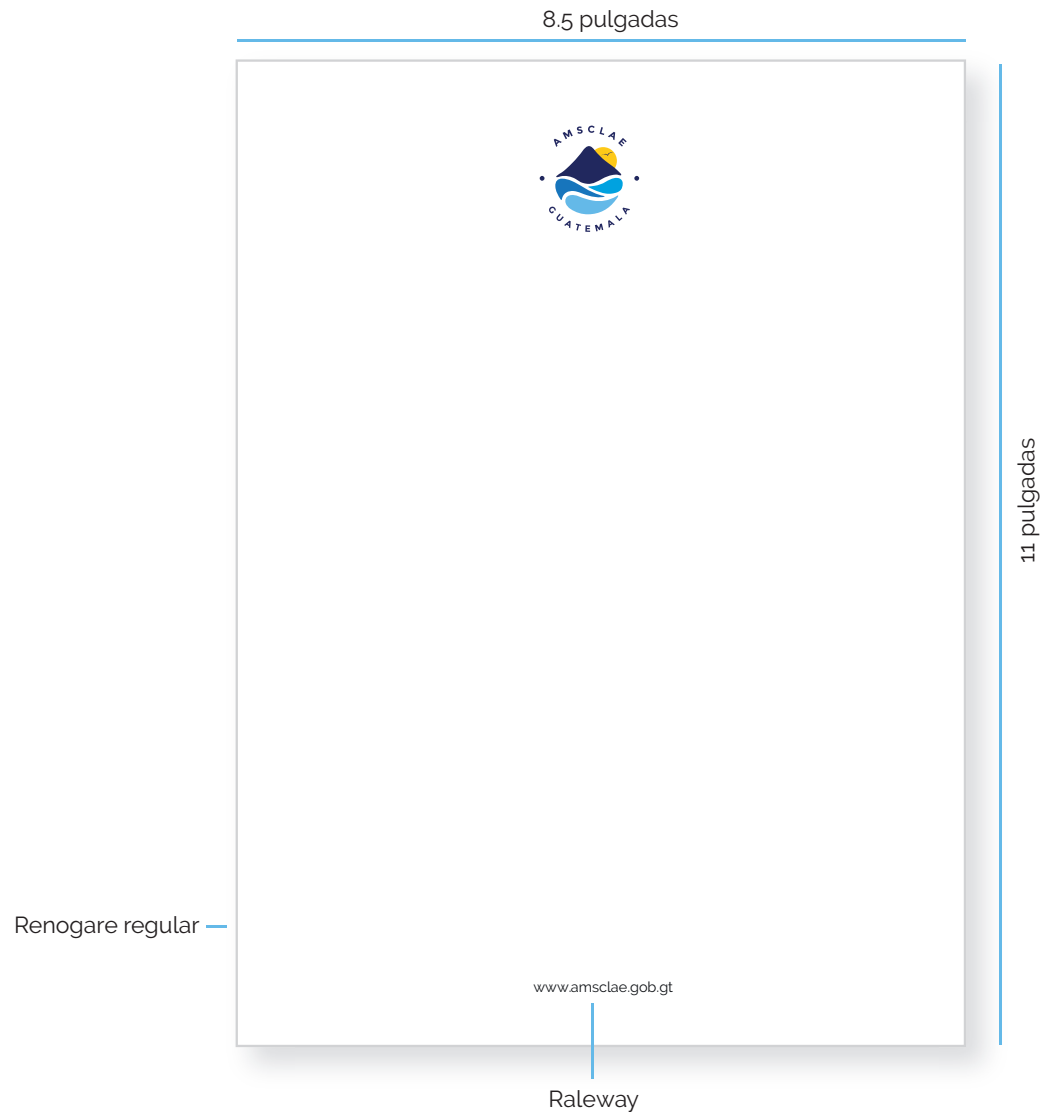 8.5 pulgadas
AMSCLAE
GUATEMALA
11 pulgadas
Renogare regular
www.amsclae.gob.gt
Raleway